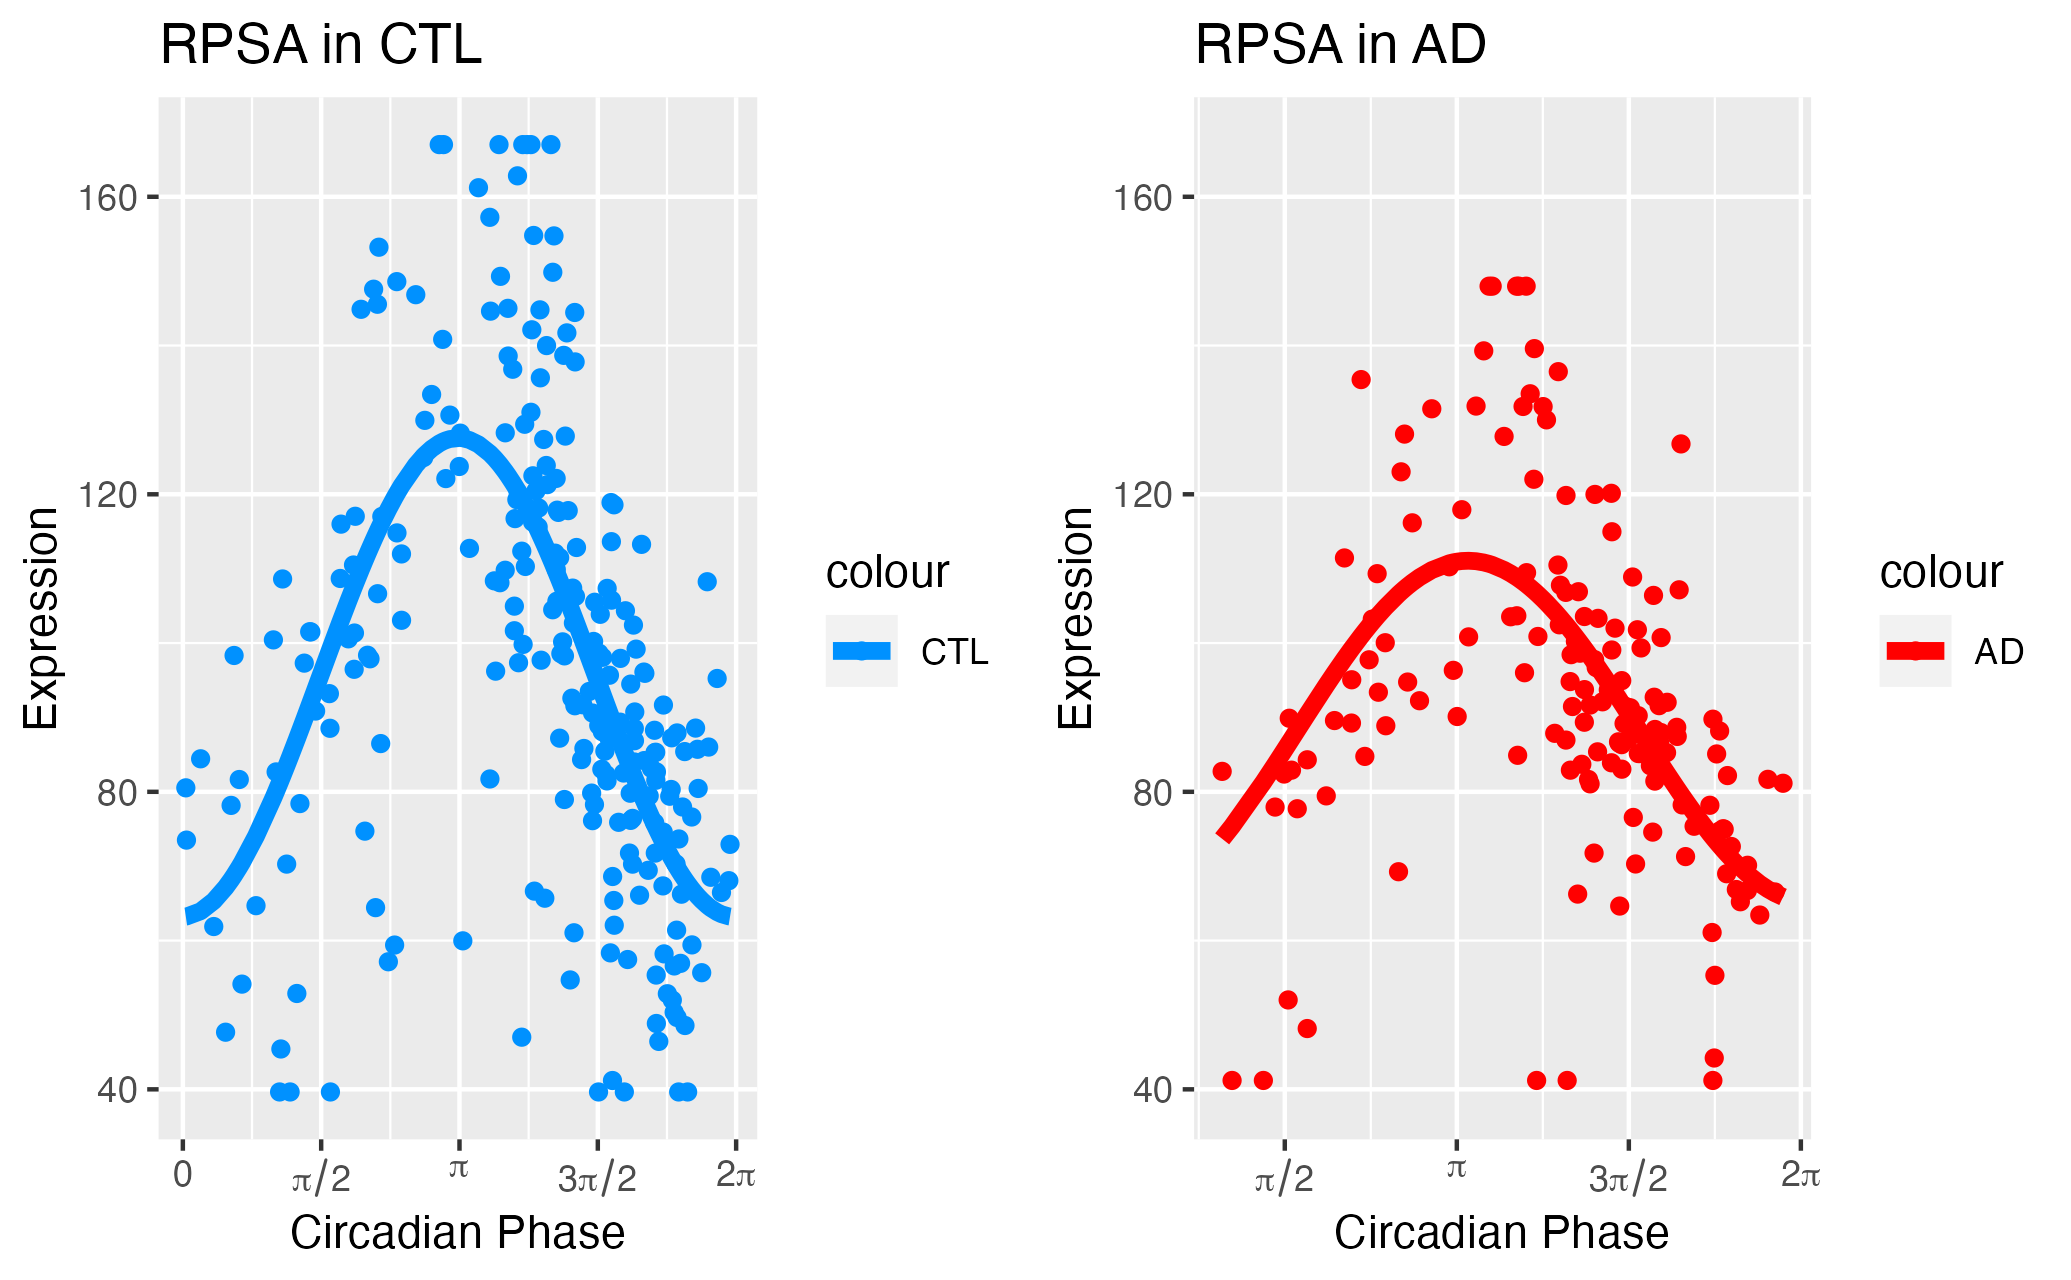 RPSA in CTL
Expression
160
120
80
40
0 π/2 π 3π/2 2π
Circadian Phase
colour
CTL
RPSA in AD
Expression
160
120
80
40
π/2 π 3π/2 2π
Circadian Phase
colour
AD